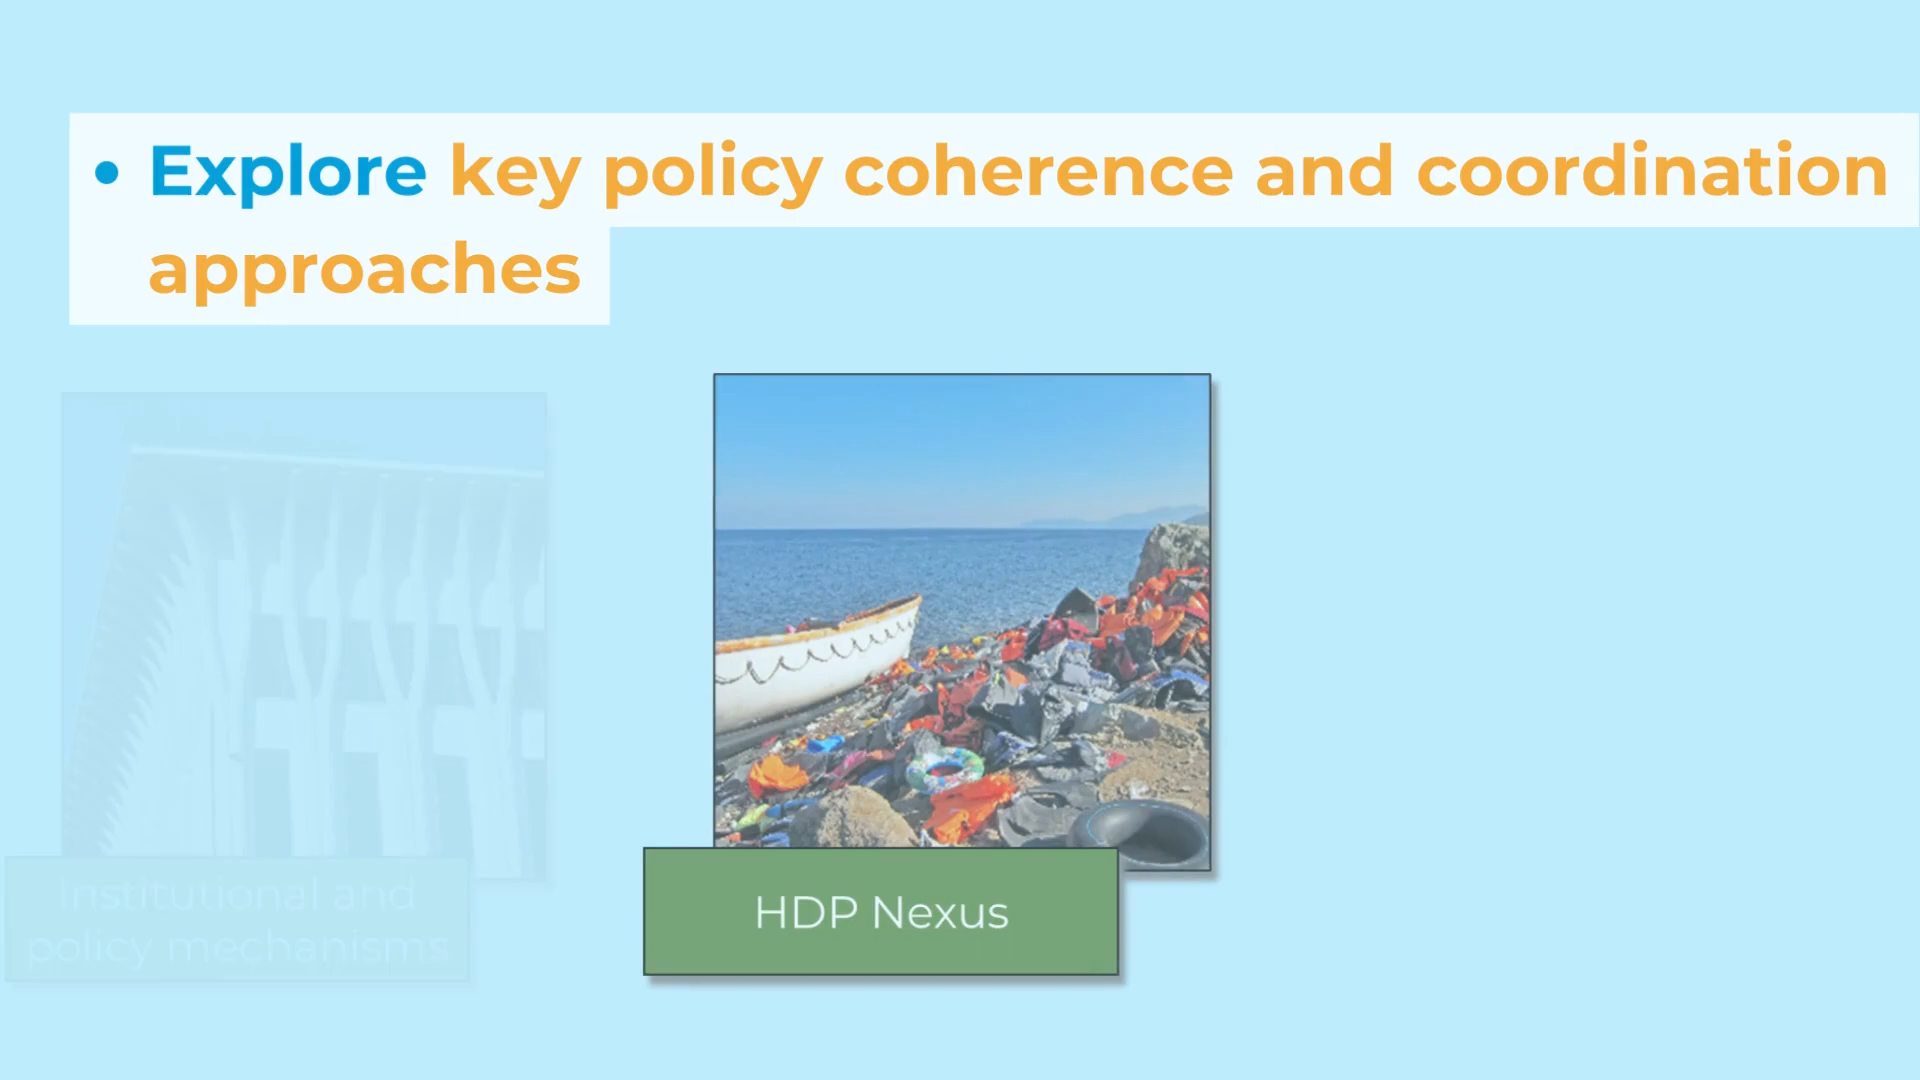 • Explore key policy coherence and coordination
approaches
Institutional and
policy mechanisms
HDP Nexus